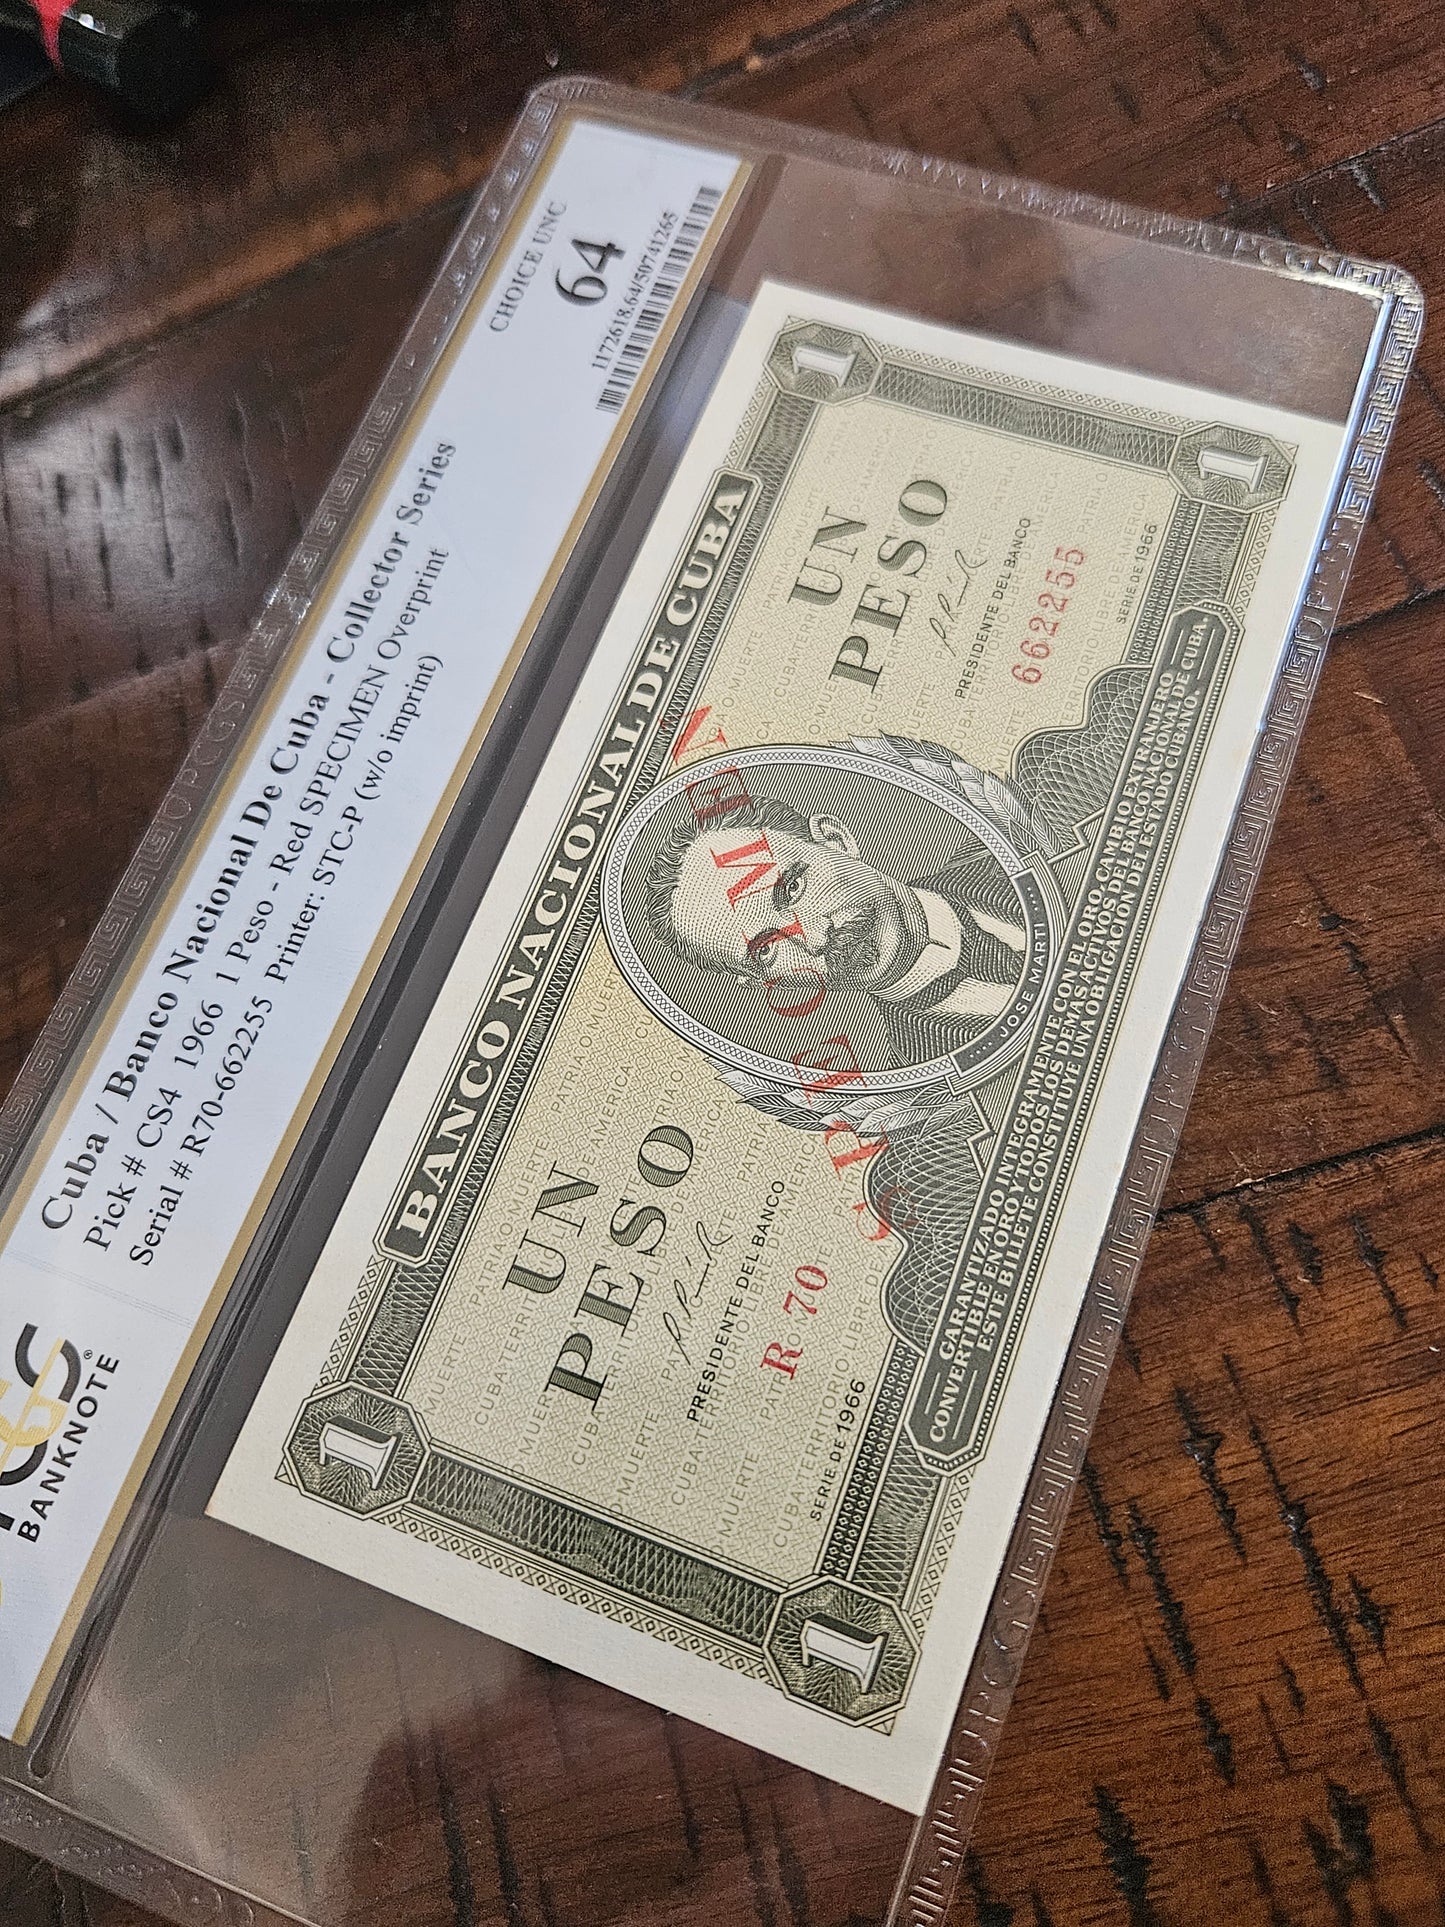 Cuba / Banco Nacional De Cuba - Collector Series
Pick # CS4 1966 1 Peso - Red SPECIMEN Overprint
Serial # R70-662255 Printer: STC-P (w/o imprint)
CHOICE UNC
64
1172618.64/50741265
BANKNOTE
BANCO NACIONAL DE CUBA
1
1
UN
PESO
UN
PESO
PRESIDENTE DEL BANCO
PRESIDENTE DEL BANCO
R 70
662255
SPECIMEN
SERIE DE 1966
SERIE DE 1966
JOSE MARTI
GARANTIZADO INTEGRAMENTE CON EL ORO, CAMBIO EXTRANJERO
CONVERTIBLE EN ORO Y TODOS LOS DEMAS ACTIVOS DEL BANCO NACIONAL DE CUBA.
ESTE BILLETE CONSTITUYE UNA OBLIGACION DEL ESTADO CUBANO.
1
1